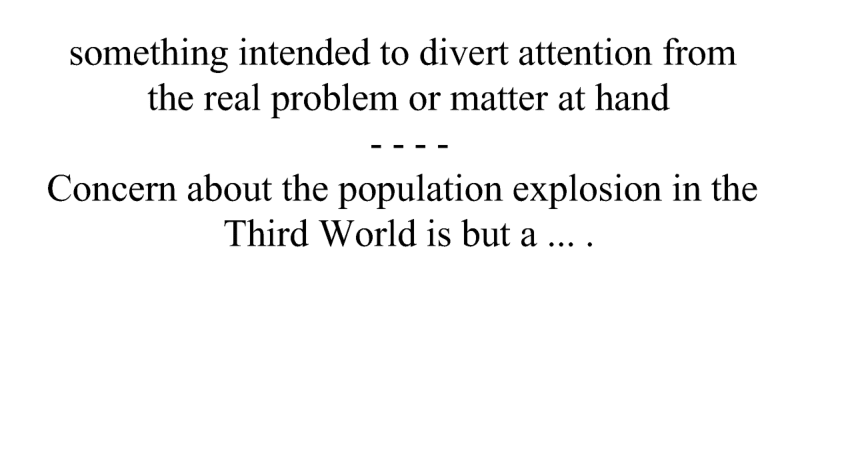 something intended to divert attention from
the real problem or matter at hand
- - - -
Concern about the population explosion in the
Third World is but a ... .